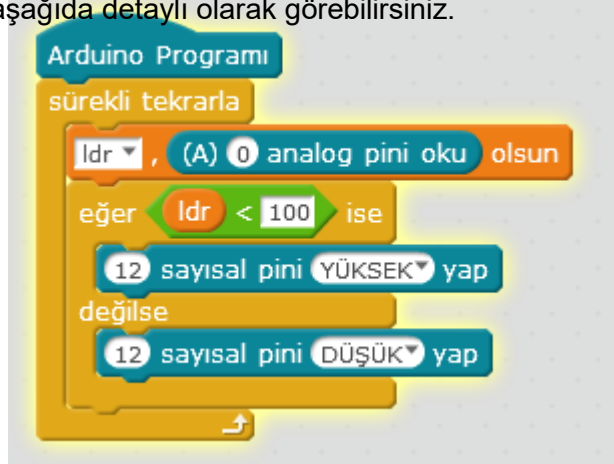 aşağıda detaylı olarak görebilirsiniz.
Arduino Programı
sürekli tekrarla
ldr , (A) 0 analog pini oku olsun
eğer ldr < 100 ise
12 sayısal pini YÜKSEK yap
değilse
12 sayısal pini DÜŞÜK yap